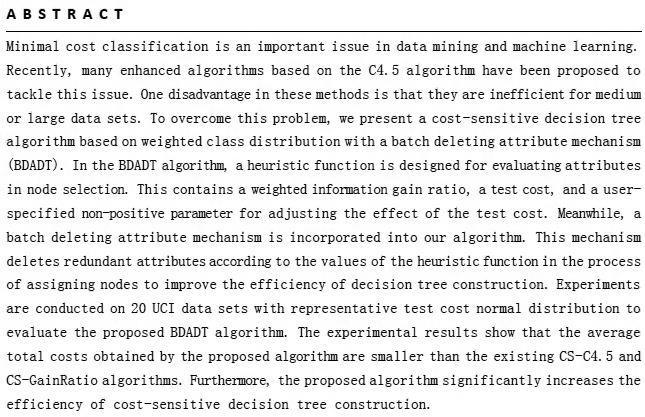 ABSTRACT
Minimal cost classification is an important issue in data mining and machine learning.
Recently, many enhanced algorithms based on the C4.5 algorithm have been proposed to
tackle this issue. One disadvantage in these methods is that they are inefficient for medium
or large data sets. To overcome this problem, we present a cost-sensitive decision tree
algorithm based on weighted class distribution with a batch deleting attribute mechanism
(BDADT). In the BDADT algorithm, a heuristic function is designed for evaluating attributes
in node selection. This contains a weighted information gain ratio, a test cost, and a user-
specified non-positive parameter for adjusting the effect of the test cost. Meanwhile, a
batch deleting attribute mechanism is incorporated into our algorithm. This mechanism
deletes redundant attributes according to the values of the heuristic function in the process
of assigning nodes to improve the efficiency of decision tree construction. Experiments
are conducted on 20 UCI data sets with representative test cost normal distribution to
evaluate the proposed BDADT algorithm. The experimental results show that the average
total costs obtained by the proposed algorithm are smaller than the existing CS-C4.5 and
CS-GainRatio algorithms. Furthermore, the proposed algorithm significantly increases the
efficiency of cost-sensitive decision tree construction.